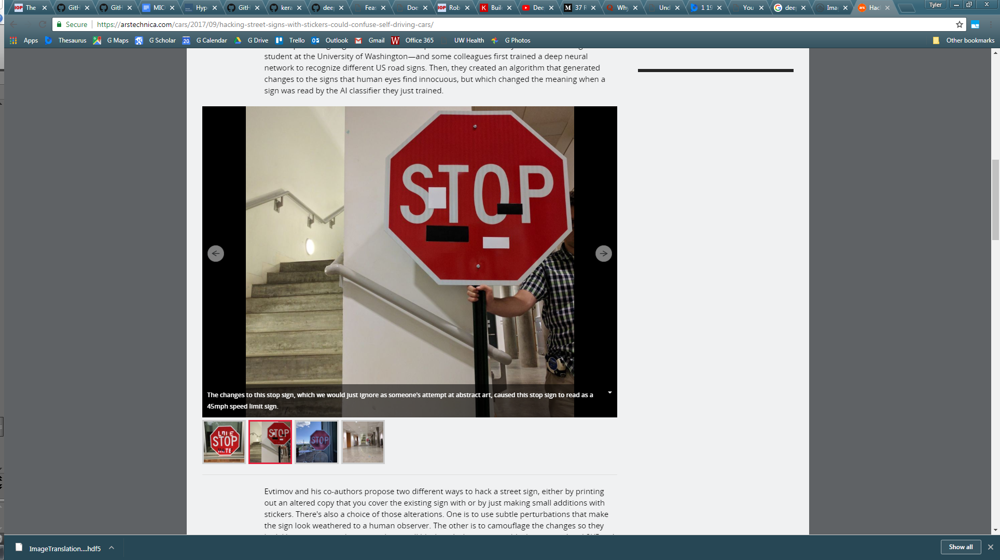 The
GitH
GitH
MIC
Hype
GitH
kera
deep
Feas
Doe
IOP Rob
K Buil
Dee
M 37 R
Q Why
Und
1 19
You
G deep
Ima
ars Hac
Tyler
Secure https://arstechnica.com/cars/2017/09/hacking-street-signs-with-stickers-could-confuse-self-driving-cars/
Apps Thesaurus G Maps G Scholar 20 G Calendar G Drive Trello Outlook Gmail W Office 365 UW Health G Photos Other bookmarks
student at the University of Washington—and some colleagues first trained a deep neural
network to recognize different US road signs. Then, they created an algorithm that generated
changes to the signs that human eyes find innocuous, but which changed the meaning when a
sign was read by the AI classifier they just trained.
STOP
The changes to this stop sign, which we would just ignore as someone's attempt at abstract art, caused this stop sign to read as a
45mph speed limit sign.
STOP
STOP
STOP
Evtimov and his co-authors propose two different ways to hack a street sign, either by printing
out an altered copy that you cover the existing sign with or by just making small additions with
stickers. There's also a choice of those alterations. One is to use subtle perturbations that make
the sign look weathered to a human observer. The other is to camouflage the changes so they
ImageTranslation....hdf5
Show all